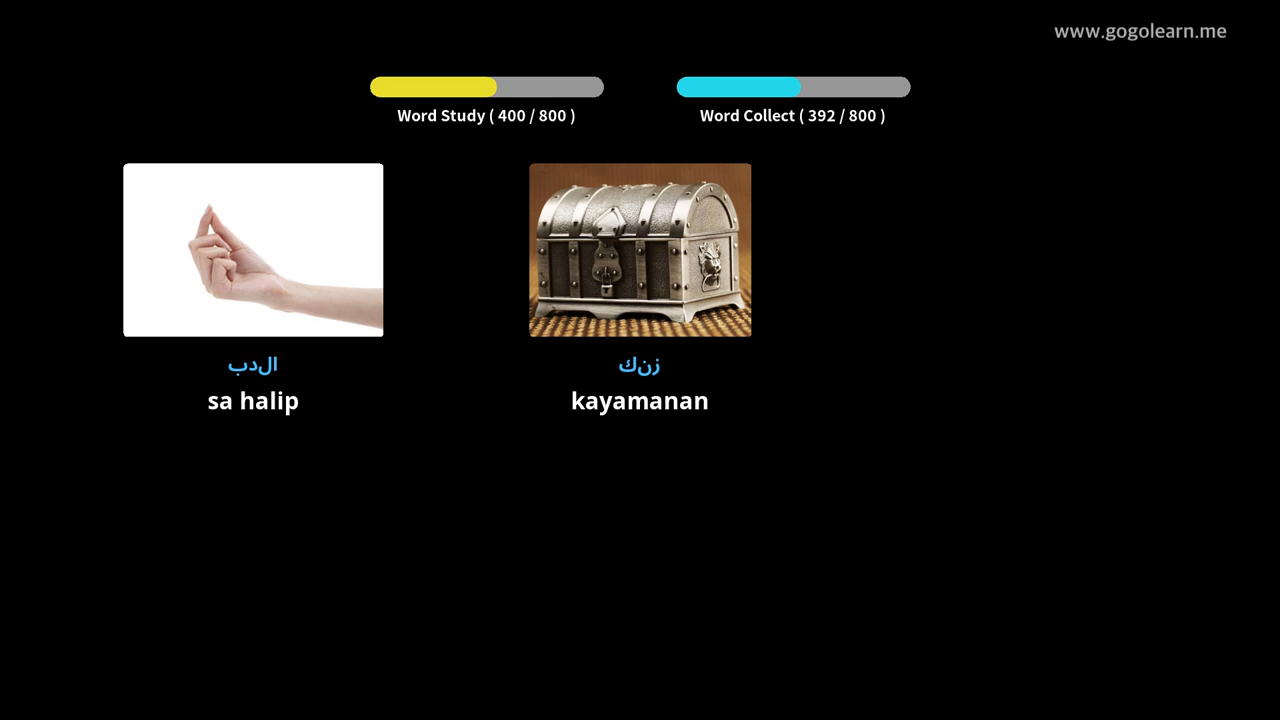 www.gogolearn.me
Word Study ( 400 / 800 )
Word Collect ( 392 / 800 )
الدب
sa halip
زنك
kayamanan